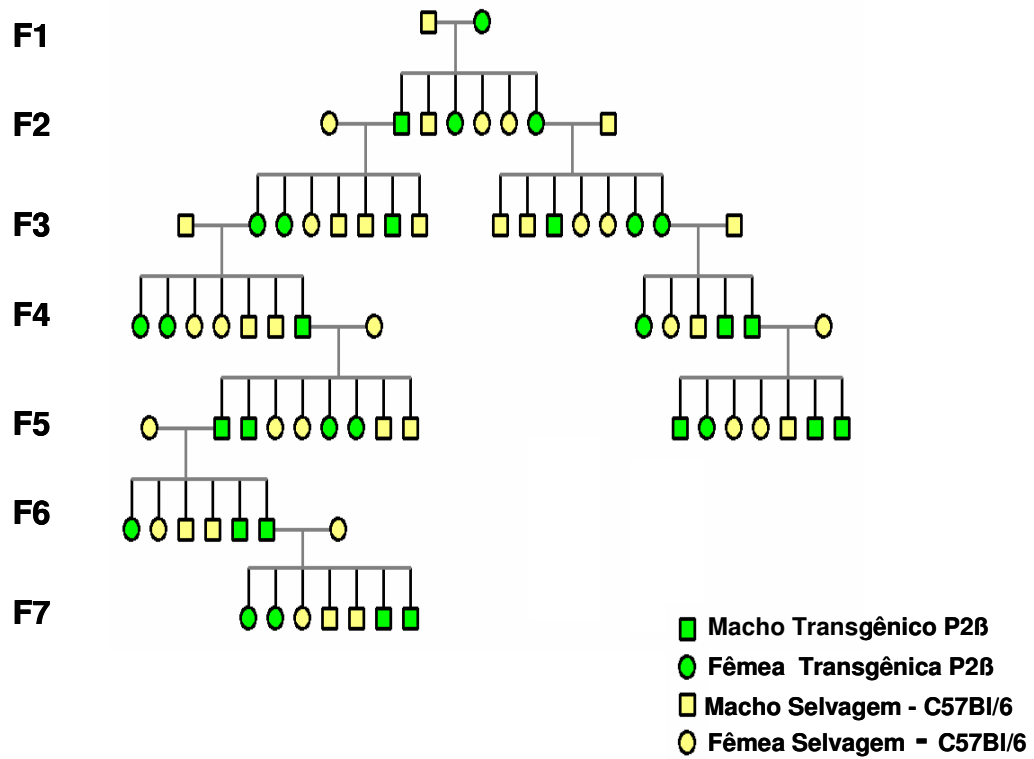 F1
F2
F3
F4
F5
F6
F7
Macho Transgênico P2ß
Fêmea Transgênica P2ß
Macho Selvagem - C57Bl/6
Fêmea Selvagem - C57Bl/6